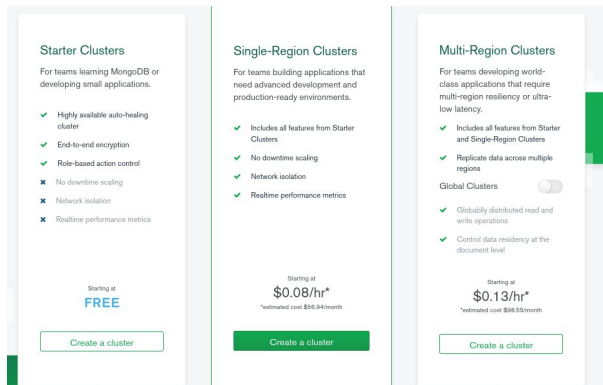 Starter Clusters
For teams learning MongoDB or
developing small applications.
Highly available auto-healing
cluster
End-to-end encryption
Role-based action control
No downtime scaling
Network isolation
Realtime performance metrics
Starting at
FREE
Create a cluster
Single-Region Clusters
For teams building applications that
need advanced development and
production-ready environments.
Includes all features from Starter
Clusters
No downtime scaling
Network isolation
Realtime performance metrics
Starting at
$0.08/hr*
*estimated cost $56.94/month
Create a cluster
Multi-Region Clusters
For teams developing world-
class applications that require
multi-region resiliency or ultra-
low latency.
Includes all features from Starter
and Single-Region Clusters
Replicate data across multiple
regions
Global Clusters
Globablly distributed read and
write operations
Control data residency at the
document level
Starting at
$0.13/hr*
*estimated cost $98.55/month
Create a cluster